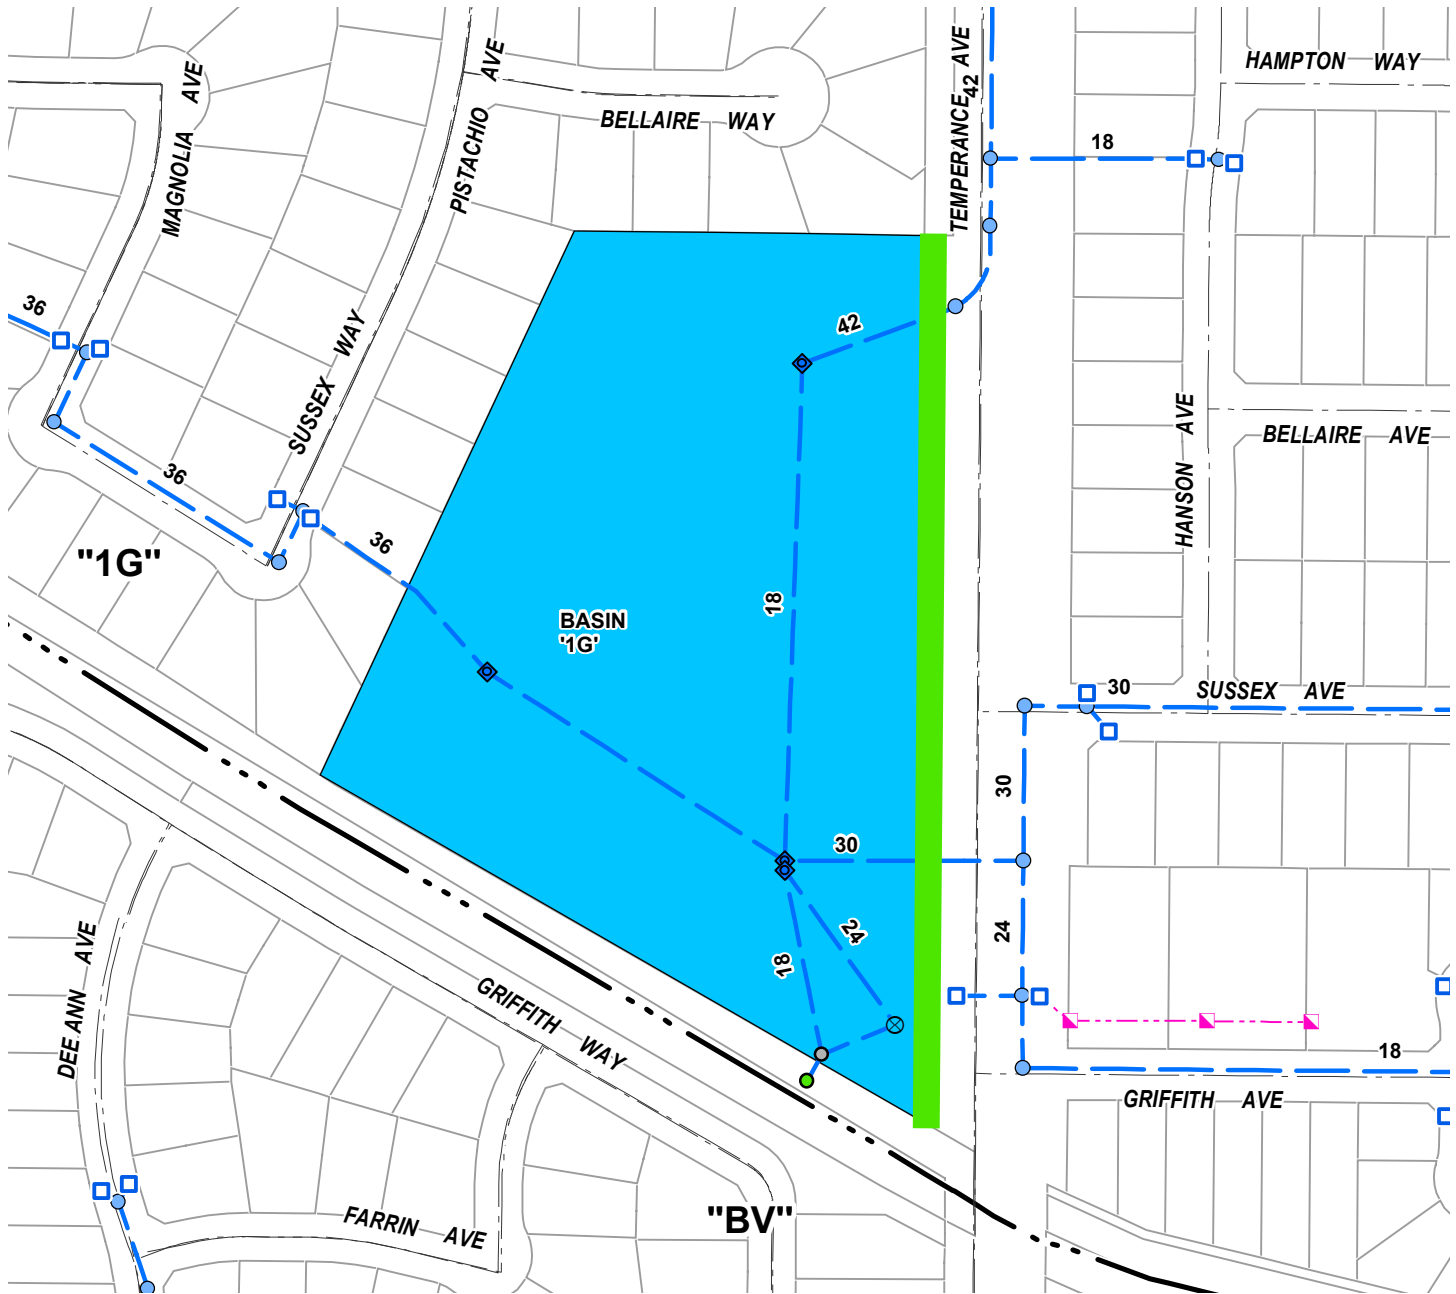 HAMPTON WAY
BELLAIRE WAY
MAGNOLIA AVE
PISTACHIO AVE
TEMPERANCE AVE
42
18
36
42
SUSSEX WAY
HANSON AVE
BELLAIRE AVE
36
36
"1G"
18
BASIN
'1G'
30
SUSSEX AVE
30
30
24
24
18
DEE ANN AVE
GRIFFITH WAY
18
GRIFFITH AVE
FARRIN AVE
"BV"